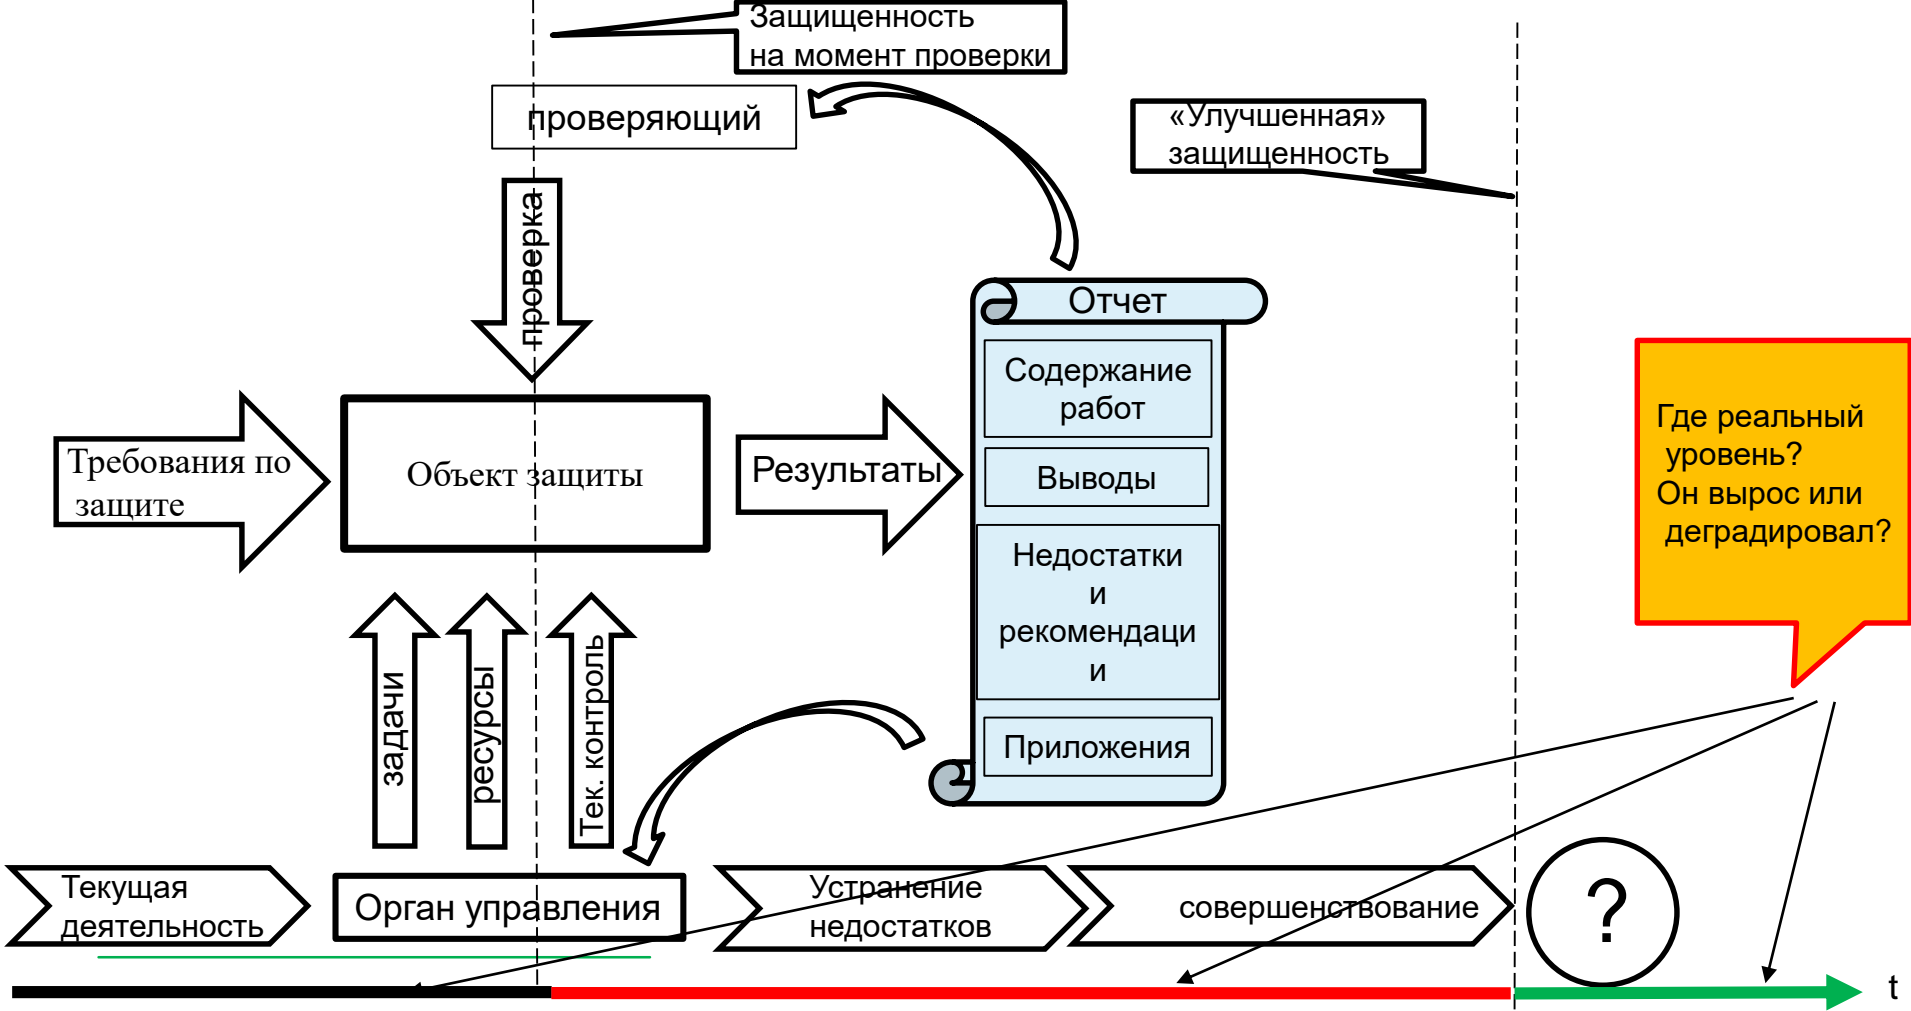 Защищенность
на момент проверки
проверяющий
«Улучшенная»
защищенность
проверка
Отчет
Содержание
работ
Выводы
Недостатки
и
рекомендаци
и
Приложения
Требования по
защите
Объект защиты
Результаты
Где реальный
уровень?
Он вырос или
деградировал?
задачи
ресурсы
Тек. контроль
Текущая
деятельность
Орган управления
Устранение
недостатков
совершенствование
?
t